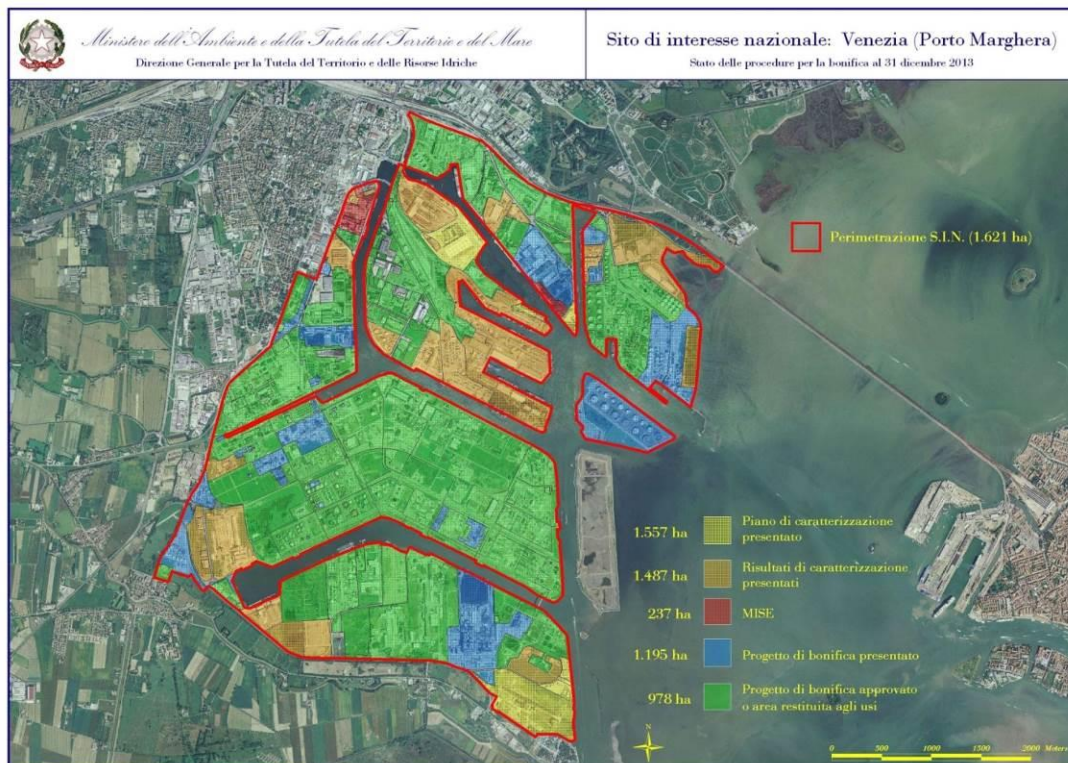 Ministero dell'Ambiente e della Tutela del Territorio e del Mare
Direzione Generale per la Tutela del Territorio e delle Risorse Idriche
Sito di interesse nazionale: Venezia (Porto Marghera)
Stato delle procedure per la bonifica al 31 dicembre 2013
Perimetrazione S.I.N. (1.621 ha)
1.557 ha Piano di caratterizzazione
presentato
1.487 ha Risultati di caratterizzazione
presentati
237 ha MISE
1.195 ha Progetto di bonifica presentato
978 ha Progetto di bonifica approvato
o area restituita agli usi
N
0 500 1000 1500 2000 Meters